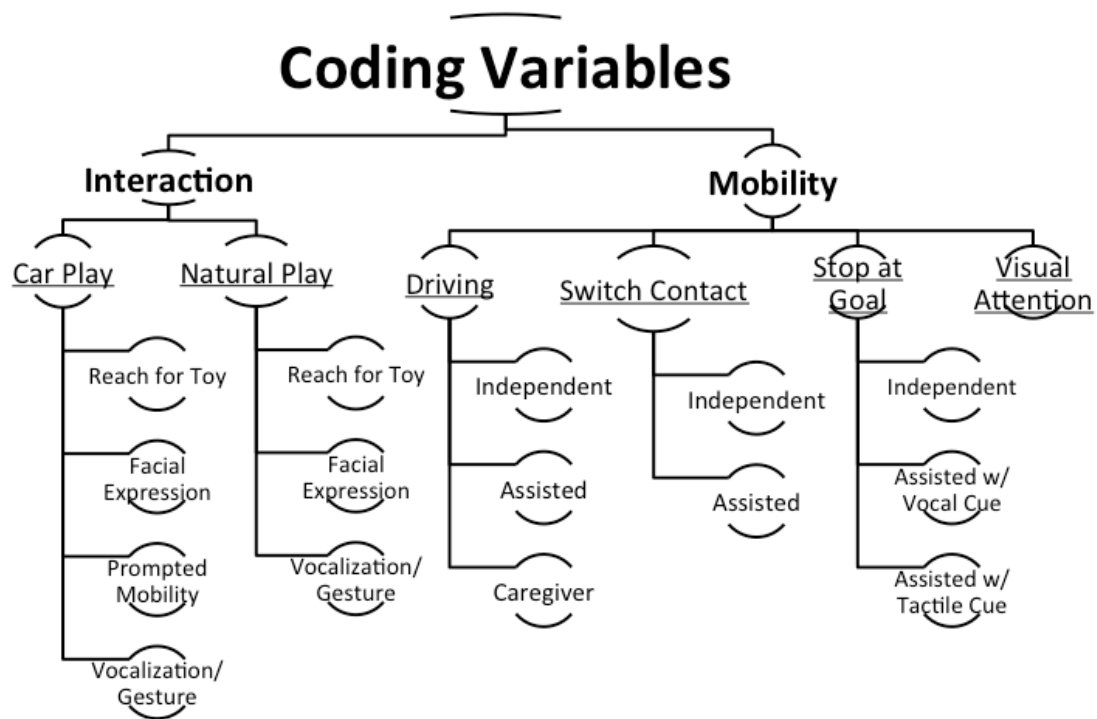 Coding Variables
Interaction
Mobility
Car Play
Natural Play
Driving
Switch Contact
Stop at
Goal
Visual
Attention
Reach for Toy
Facial
Expression
Prompted
Mobility
Vocalization/
Gesture
Reach for Toy
Facial
Expression
Vocalization/
Gesture
Independent
Assisted
Caregiver
Independent
Assisted
Independent
Assisted w/
Vocal Cue
Assisted w/
Tactile Cue